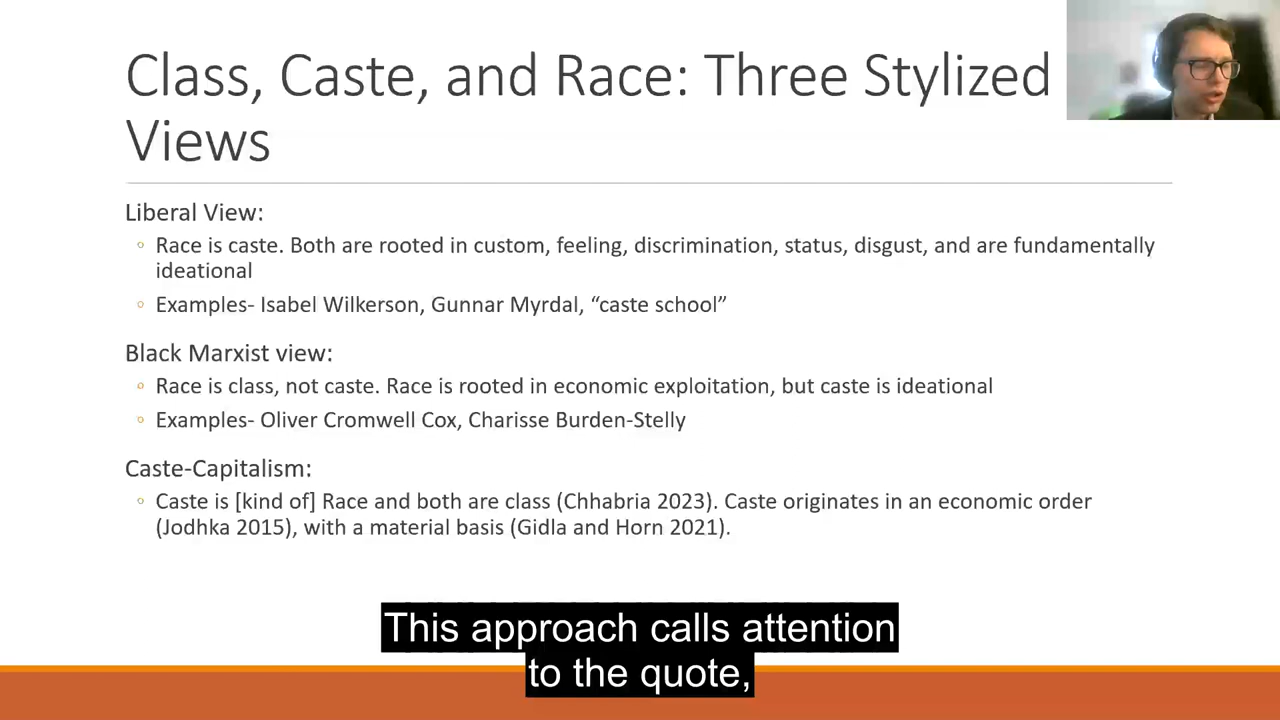 Class, Caste, and Race: Three Stylized
Views
Liberal View:
◦ Race is caste. Both are rooted in custom, feeling, discrimination, status, disgust, and are fundamentally
ideational
◦ Examples- Isabel Wilkerson, Gunnar Myrdal, “caste school”
Black Marxist view:
◦ Race is class, not caste. Race is rooted in economic exploitation, but caste is ideational
◦ Examples- Oliver Cromwell Cox, Charisse Burden-Stelly
Caste-Capitalism:
◦ Caste is [kind of] Race and both are class (Chhabria 2023). Caste originates in an economic order
(Jodhka 2015), with a material basis (Gidla and Horn 2021).
This approach calls attention
to the quote,